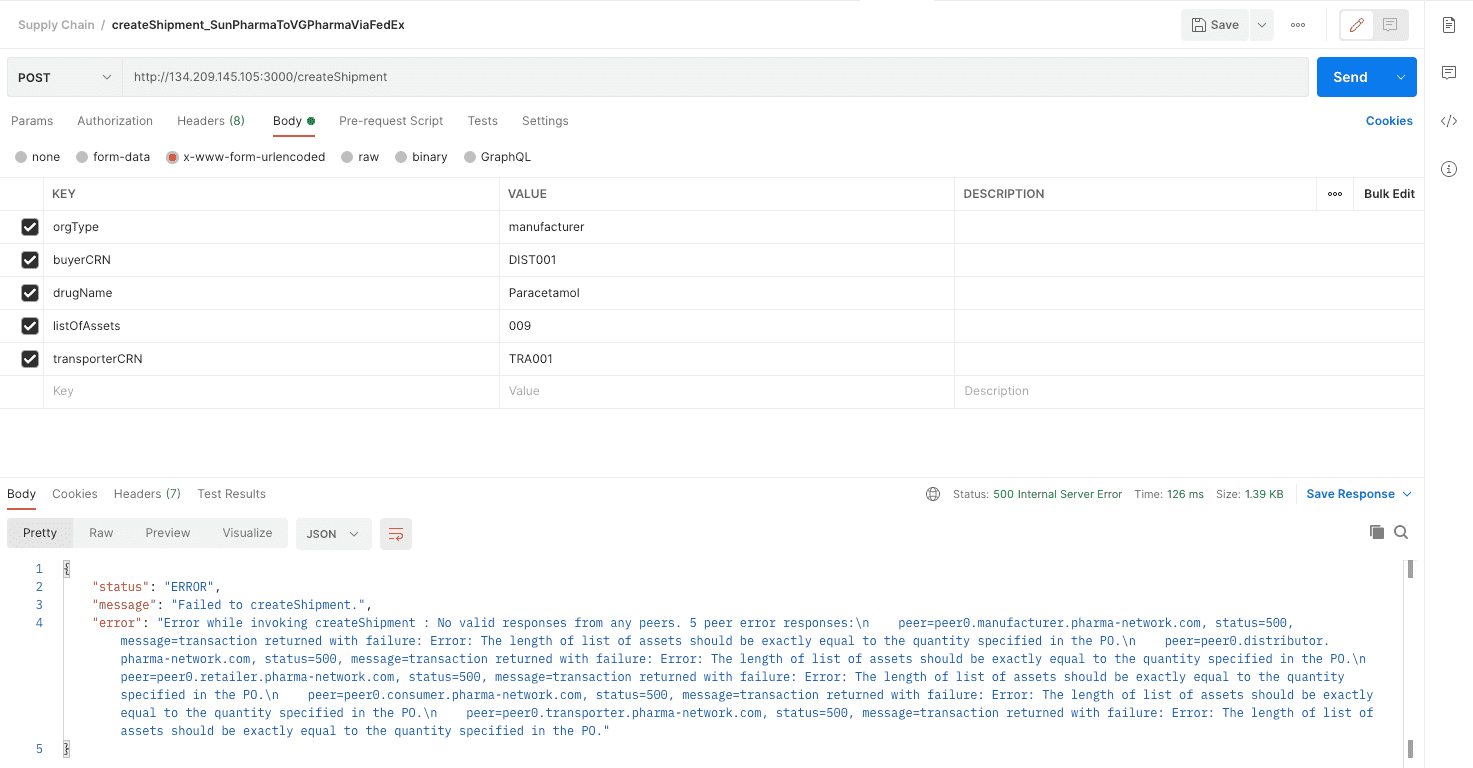 Supply Chain / createShipment_SunPharmaToVGPharmaViaFedEx
Save
POST http://134.209.145.105:3000/createShipment Send
Params Authorization Headers (8) Body Pre-request Script Tests Settings Cookies
none form-data x-www-form-urlencoded raw binary GraphQL
KEY VALUE DESCRIPTION Bulk Edit
orgType manufacturer
buyerCRN DIST001
drugName Paracetamol
listOfAssets 009
transporterCRN TRA001
Key Value Description
Body Cookies Headers (7) Test Results Status: 500 Internal Server Error Time: 126 ms Size: 1.39 KB Save Response
Pretty Raw Preview Visualize JSON
1 {
2 "status": "ERROR",
3 "message": "Failed to createShipment.",
4 "error": "Error while invoking createShipment : No valid responses from any peers. 5 peer error responses:\n    peer=peer0.manufacturer.pharma-network.com, status=500,
message=transaction returned with failure: Error: The length of list of assets should be exactly equal to the quantity specified in the PO.\n    peer=peer0.distributor.
pharma-network.com, status=500, message=transaction returned with failure: Error: The length of list of assets should be exactly equal to the quantity specified in the PO.\n
peer=peer0.retailer.pharma-network.com, status=500, message=transaction returned with failure: Error: The length of list of assets should be exactly equal to the quantity
specified in the PO.\n    peer=peer0.consumer.pharma-network.com, status=500, message=transaction returned with failure: Error: The length of list of assets should be exactly
equal to the quantity specified in the PO.\n    peer=peer0.transporter.pharma-network.com, status=500, message=transaction returned with failure: Error: The length of list of
assets should be exactly equal to the quantity specified in the PO."
5 }